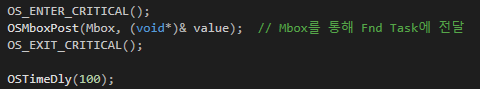 OS_ENTER_CRITICAL();
OSMboxPost(Mbox, (void*)& value);  // Mbox를 통해 Fnd Task에 전달
OS_EXIT_CRITICAL();
OSTimeDly(100);